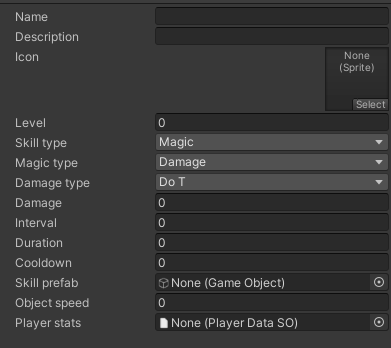 Name
Description
Icon
None
(Sprite)
Select
Level 0
Skill type Magic
Magic type Damage
Damage type Do T
Damage 0
Interval 0
Duration 0
Cooldown 0
Skill prefab None (Game Object)
Object speed 0
Player stats None (Player Data SO)